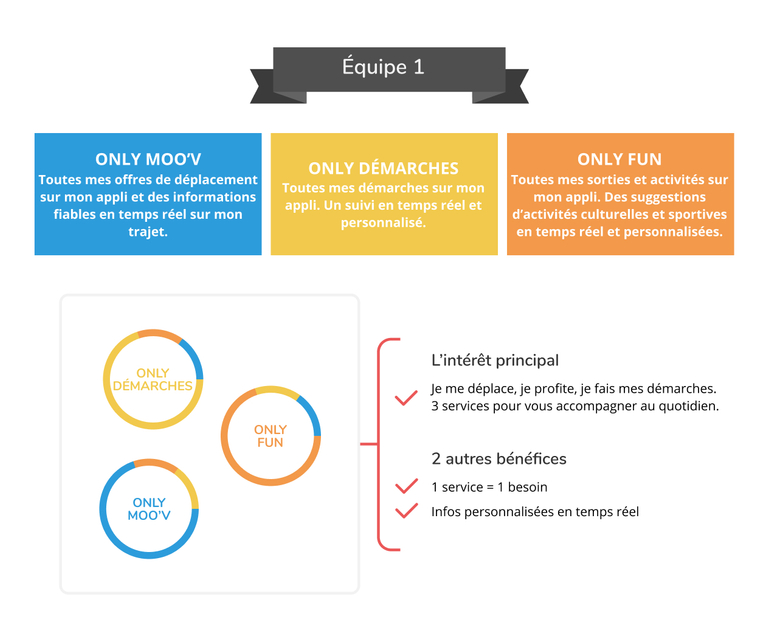 Équipe 1
ONLY MOO’V
Toutes mes offres de déplacement
sur mon appli et des informations
fiables en temps réel sur mon
trajet.
ONLY DÉMARCHES
Toutes mes démarches sur mon
appli. Un suivi en temps réel et
personnalisé.
ONLY FUN
Toutes mes sorties et activités sur
mon appli. Des suggestions
d’activités culturelles et sportives
en temps réel et personnalisées.
ONLY
DÉMARCHES
ONLY
FUN
ONLY
MOO’V
L’intérêt principal
Je me déplace, je profite, je fais mes démarches.
3 services pour vous accompagner au quotidien.
2 autres bénéfices
1 service = 1 besoin
Infos personnalisées en temps réel